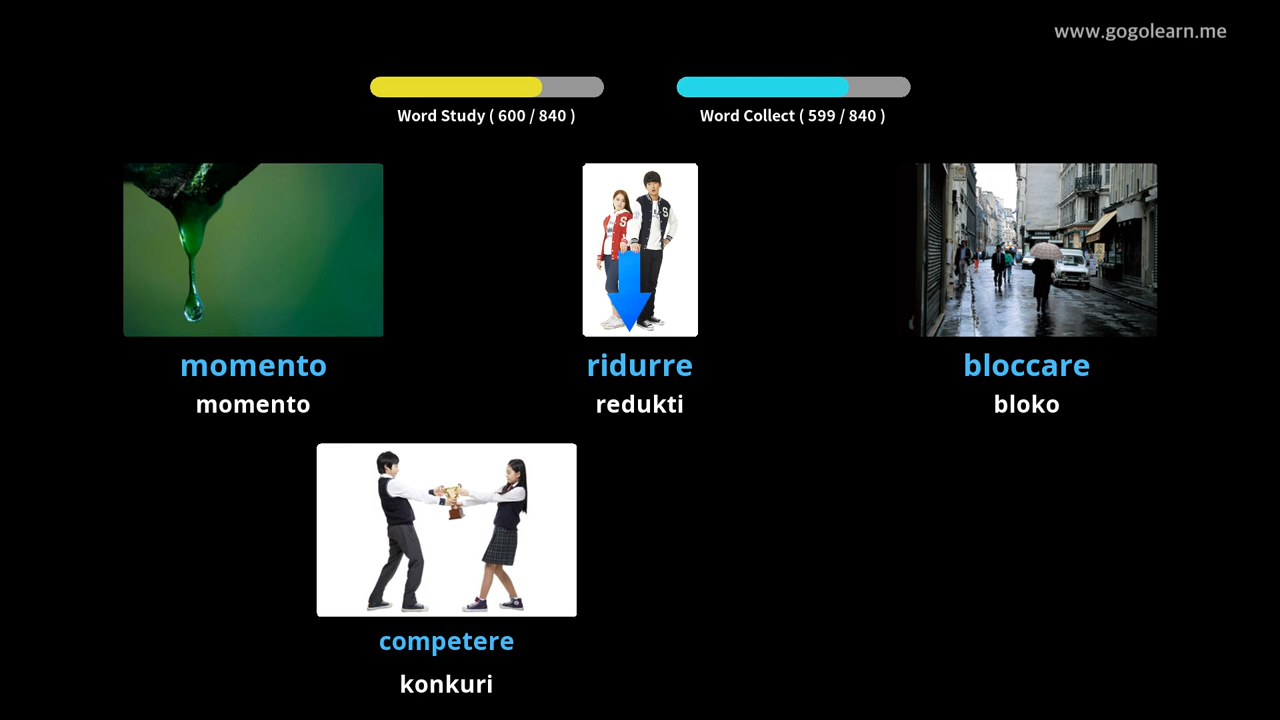 www.gogolearn.me
Word Study ( 600 / 840 )
Word Collect ( 599 / 840 )
momento
momento
ridurre
redukti
bloccare
bloko
competere
konkuri